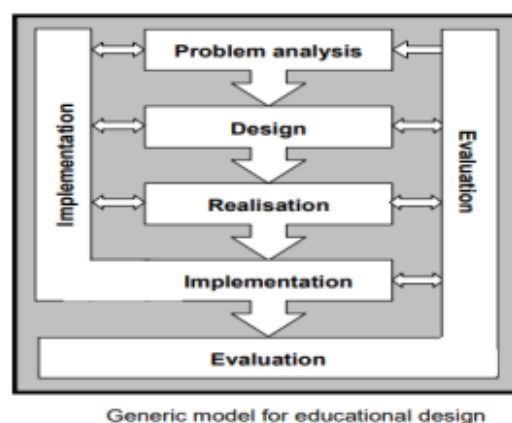 Problem analysis
Implementation
Design
Evaluation
Realisation
Implementation
Evaluation
Generic model for educational design